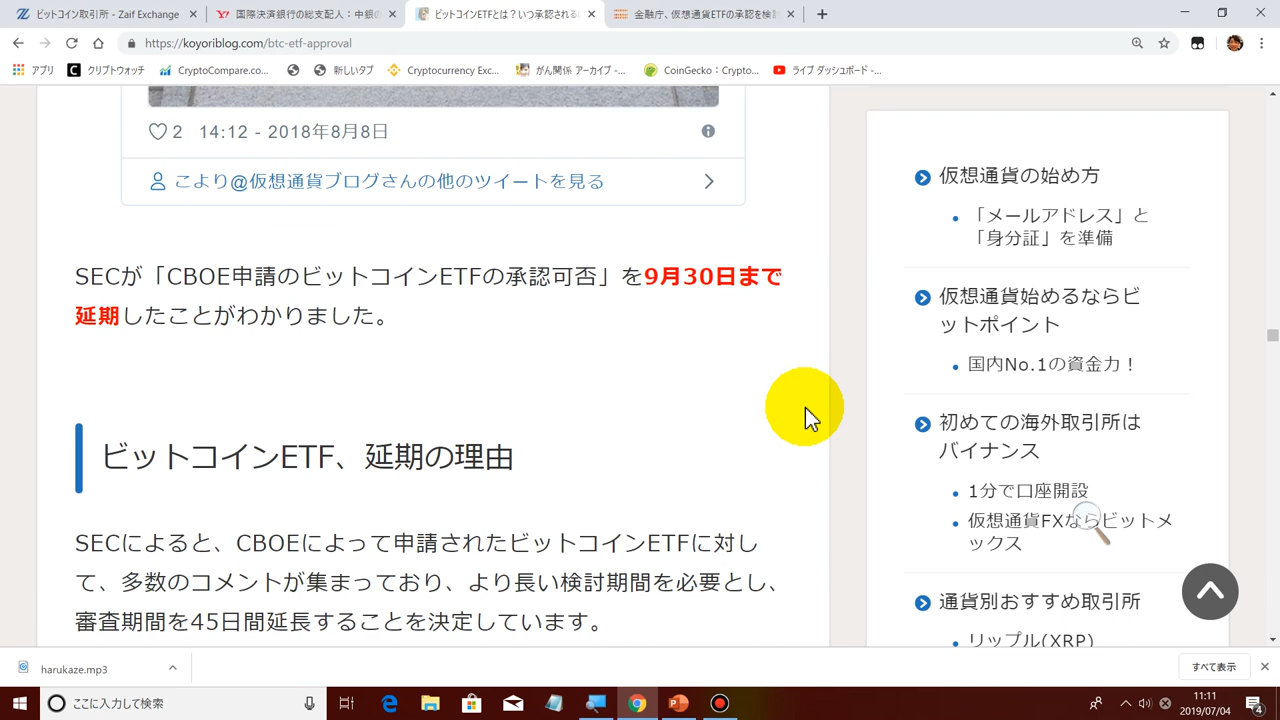 ビットコイン取引所 - Zaif Exchange
国際決済銀行の総支配人：中銀の
ビットコインETFとは？いつ承認される
金融庁、仮想通貨ETFの承認を検討
https://koyoriblog.com/btc-etf-approval
アプリ
クリプトウォッチ
CryptoCompare.co...
新しいタブ
Cryptocurrency Exc...
がん関係 アーカイブ -...
CoinGecko：Crypto...
ライブ ダッシュボード -...
2 14:12 - 2018年8月8日
こより@仮想通貨ブログさんの他のツイートを見る
SECが「CBOE申請のビットコインETFの承認可否」を9月30日まで
延期したことがわかりました。
ビットコインETF、延期の理由
SECによると、CBOEによって申請されたビットコインETFに対し
て、多数のコメントが集まっており、より長い検討期間を必要とし、
審査期間を45日間延長することを決定しています。
仮想通貨の始め方
「メールアドレス」と
「身分証」を準備
仮想通貨始めるならビ
ットポイント
国内No.1の資金力！
初めての海外取引所は
バイナンス
1分で口座開設
仮想通貨FXならビットメ
ックス
通貨別おすすめ取引所
リップル(XRP)
harukaze.mp3
すべて表示
ここに入力して検索
11:11
2019/07/04
4